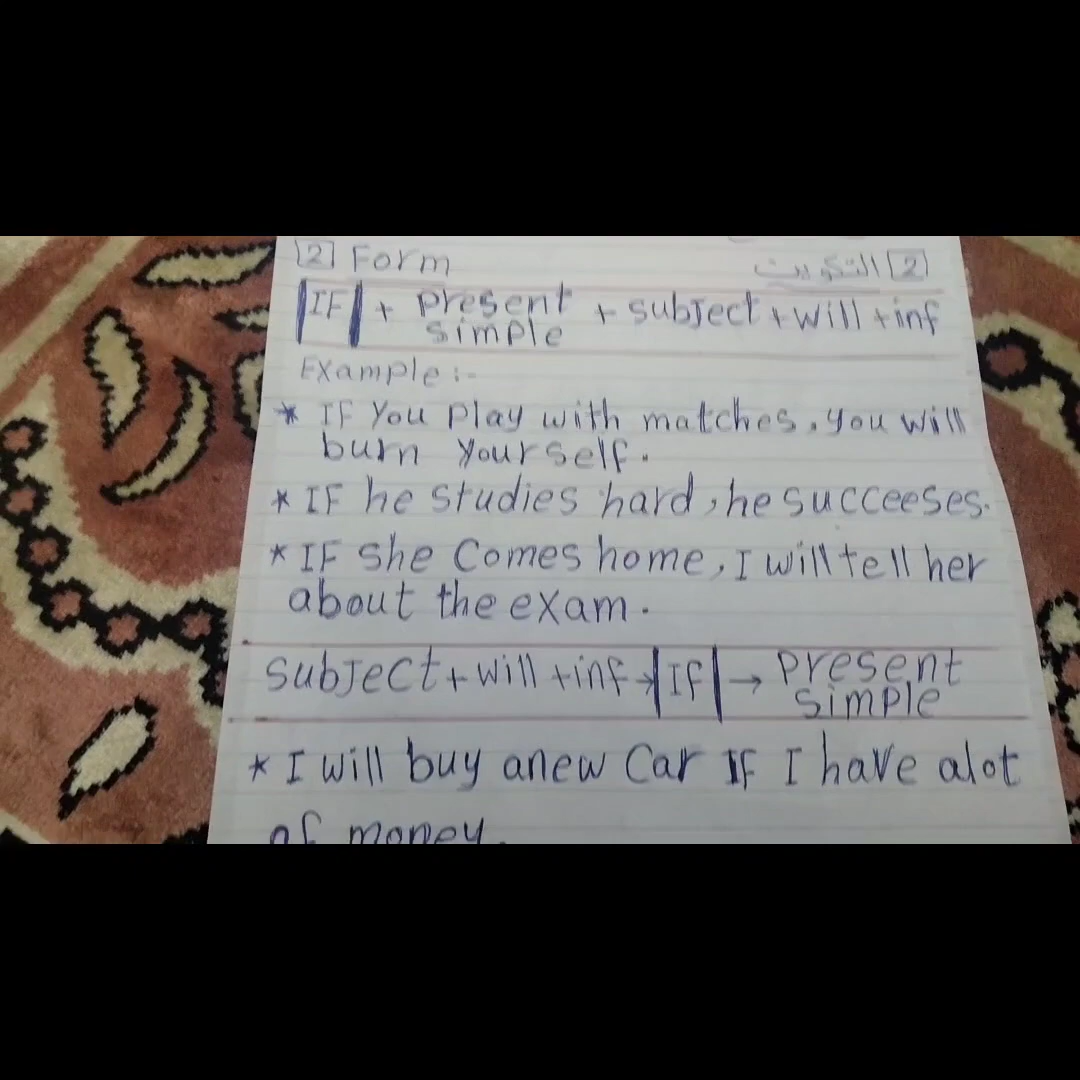 [2] Form التكوين [2]
|IF| + present simple + subject + will + inf
Example :-
* IF You play with matches, you will
burn yourself.
* IF he studies hard, he succeeses.
* IF she comes home, I will tell her
about the exam.
subject + will + inf → |If| → present simple
* I will buy anew Car IF I have alot
of money.